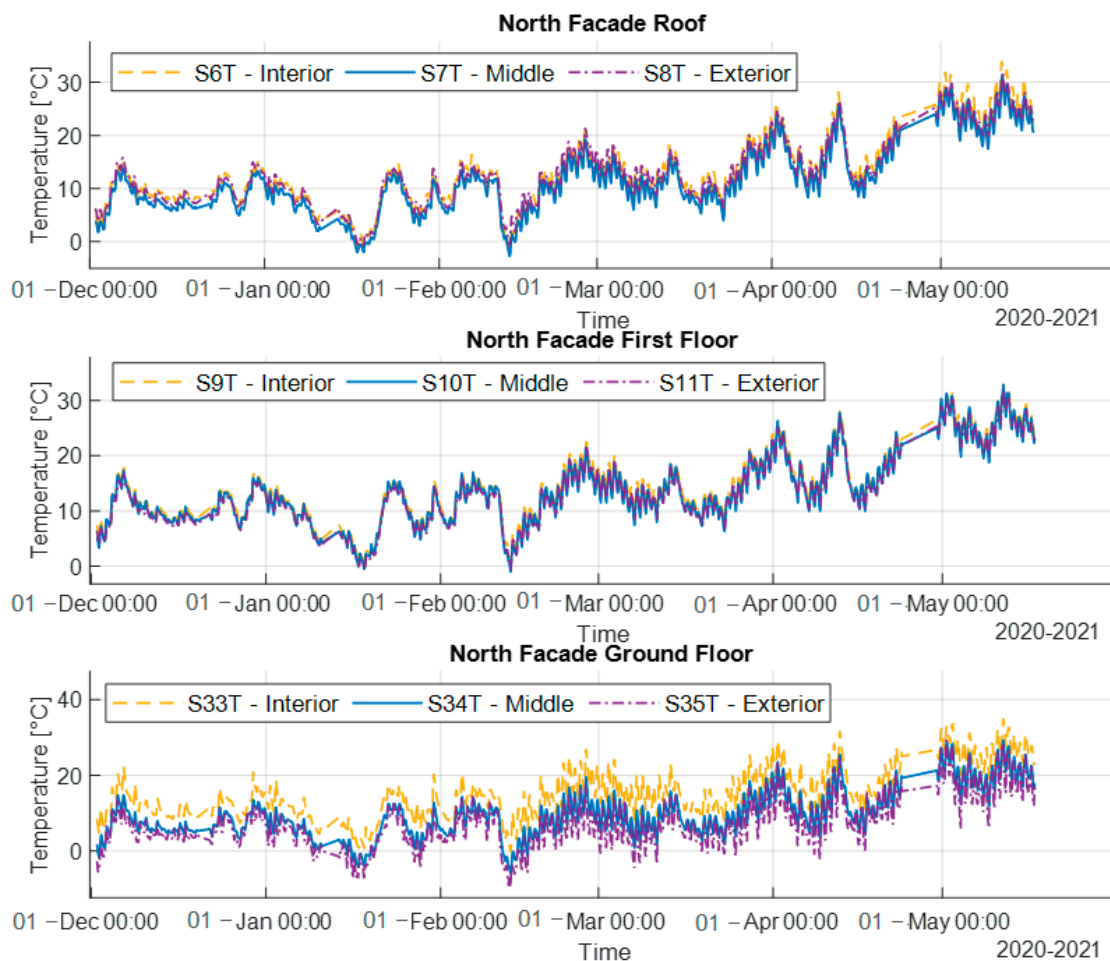 North Facade Roof
S6T - Interior S7T - Middle S8T - Exterior
Temperature [°C]
30
20
10
0
01 –Dec 00:00 01 –Jan 00:00 01 –Feb 00:00 01 –Mar 00:00 01 –Apr 00:00 01 –May 00:00
Time
2020-2021
North Facade First Floor
S9T - Interior S10T - Middle S11T - Exterior
Temperature [°C]
30
20
10
0
01 –Dec 00:00 01 –Jan 00:00 01 –Feb 00:00 01 –Mar 00:00 01 –Apr 00:00 01 –May 00:00
Time
2020-2021
North Facade Ground Floor
S33T - Interior S34T - Middle S35T - Exterior
Temperature [°C]
40
20
0
01 –Dec 00:00 01 –Jan 00:00 01 –Feb 00:00 01 –Mar 00:00 01 –Apr 00:00 01 –May 00:00
Time
2020-2021